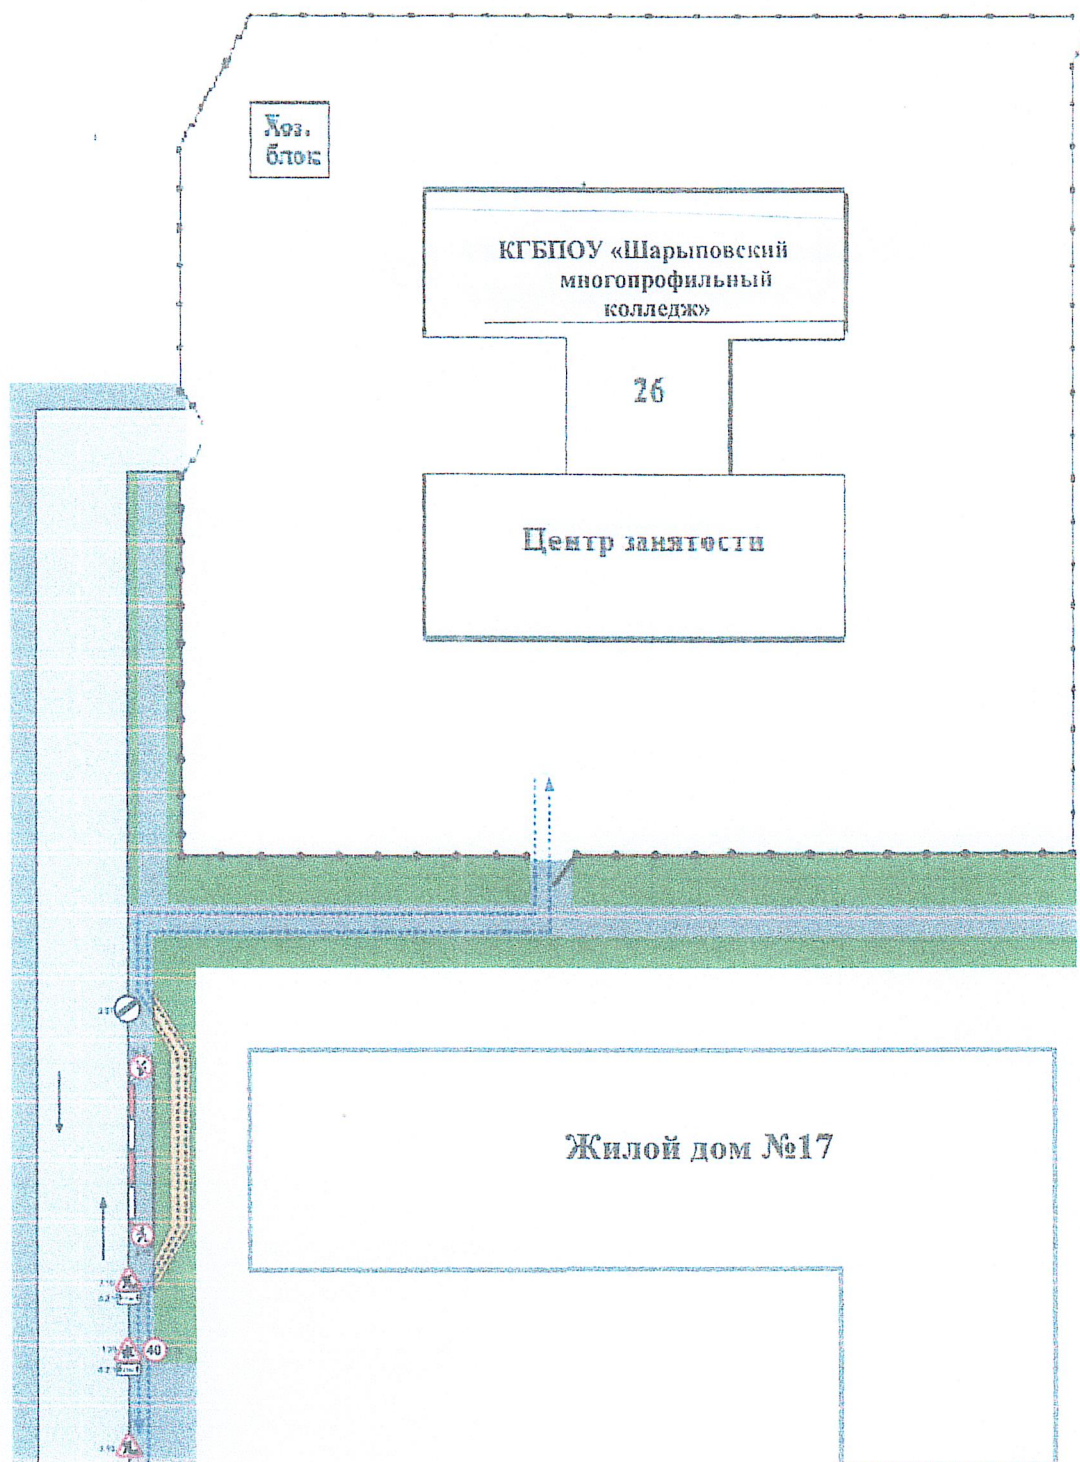 Хоз.
блок
КГБПОУ «Шарыповский
многопрофильный
колледж»
26
Центр занятости
Жилой дом №17
40